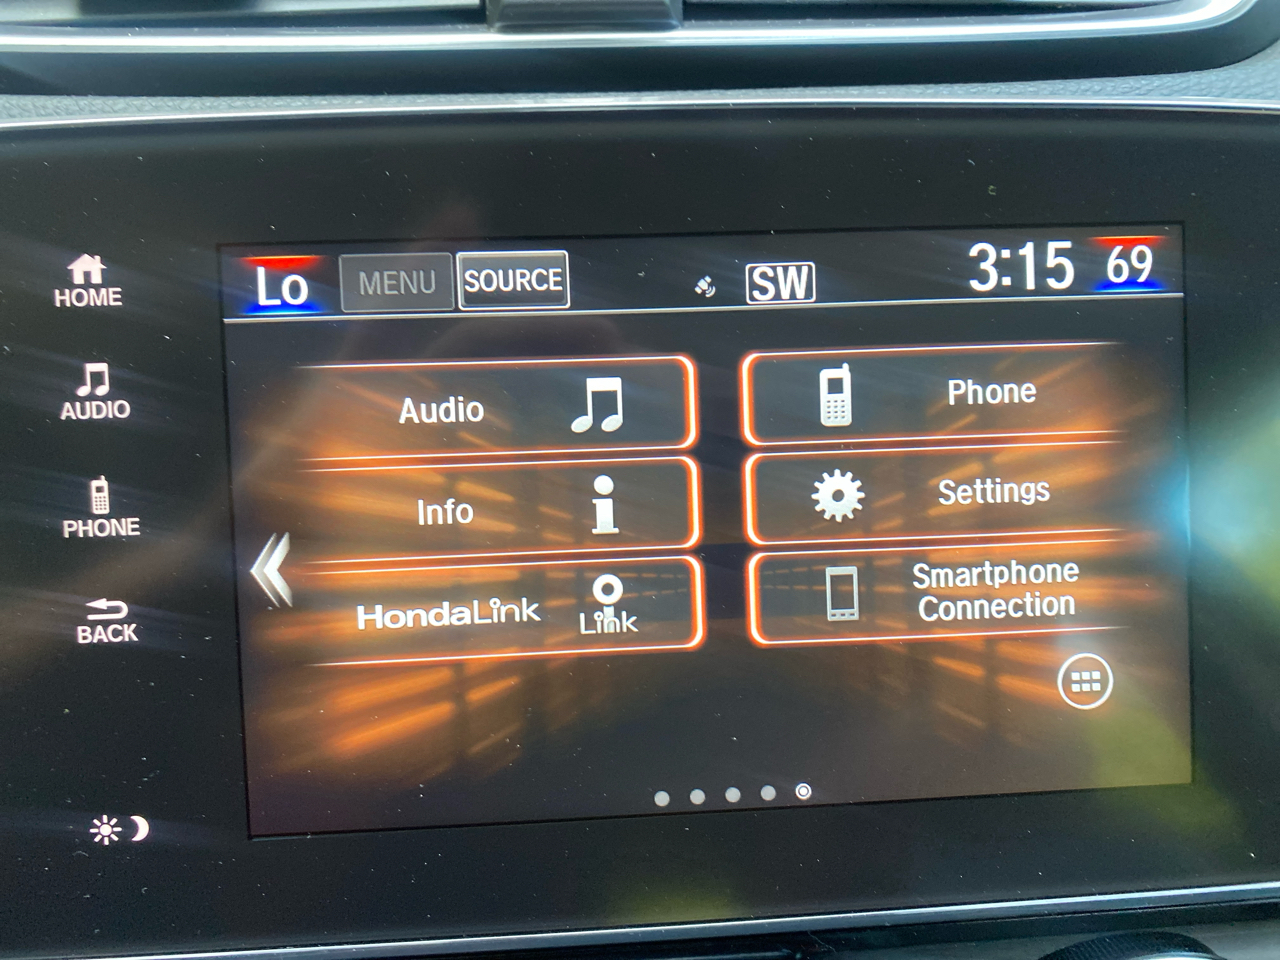 Lo MENU SOURCE SW 3:15 69
HOME
AUDIO
PHONE
BACK
Audio
Phone
Info
Settings
HondaLink
Link
Smartphone
Connection